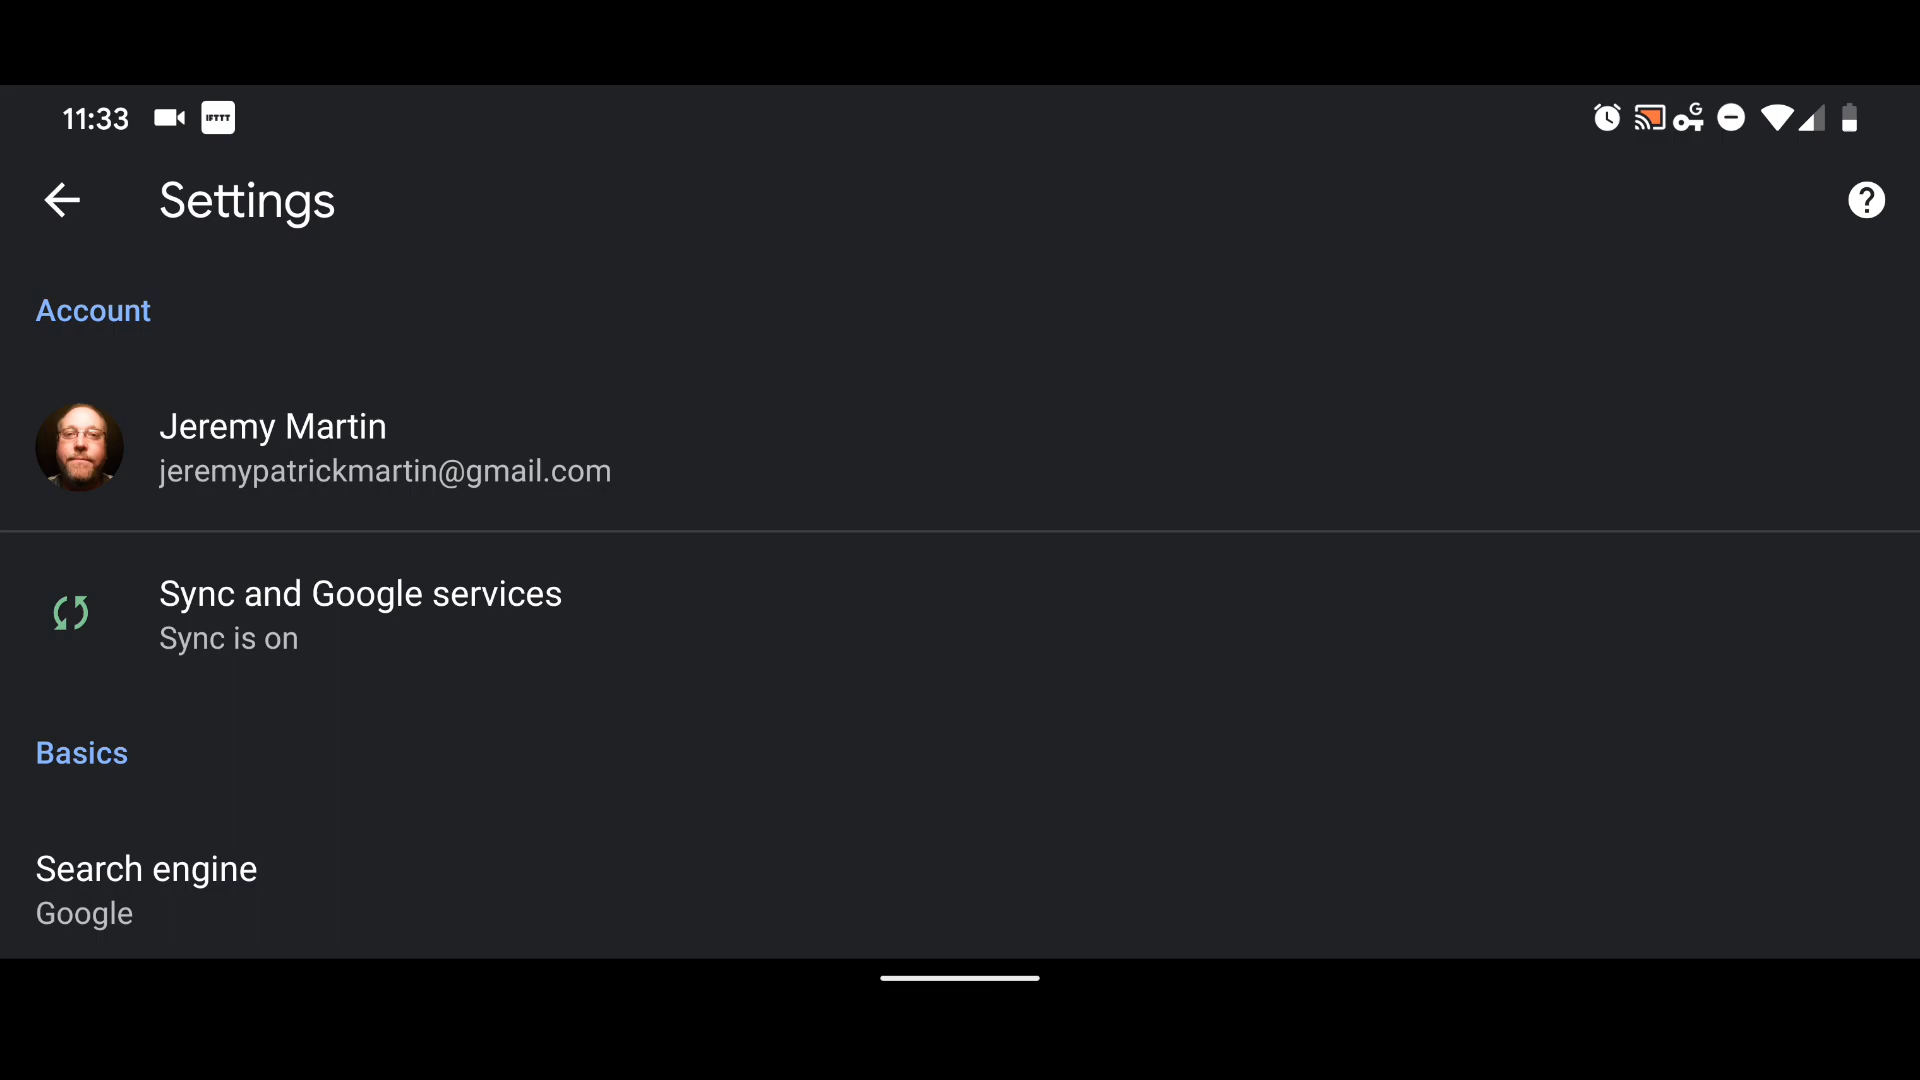 11:33 IFTTT G
Settings
Account
Jeremy Martin
jeremypatrickmartin@gmail.com
Sync and Google services
Sync is on
Basics
Search engine
Google